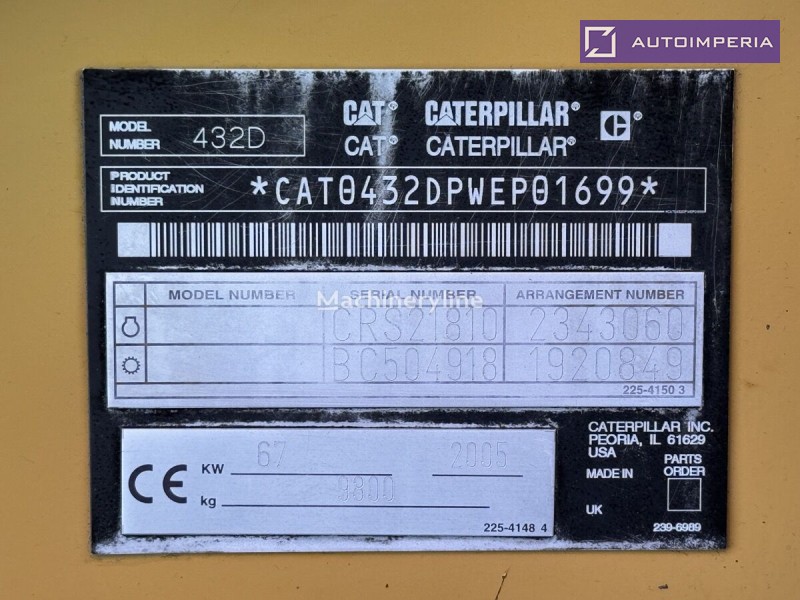 AUTOIMPERIA
CAT® CATERPILLAR®
CAT® CATERPILLAR®
MODEL NUMBER 432D
PRODUCT IDENTIFICATION NUMBER *CAT0432DPWEP01699*
MODEL NUMBER SERIAL NUMBER ARRANGEMENT NUMBER
Machineryline
CRS21810 2343060
BC504918 1920849
225-4150 3
CE KW 67 2005
kg 9800
225-4148 4
CATERPILLAR INC.
PEORIA, IL 61629
USA
MADE IN
UK
PARTS ORDER
239-6989